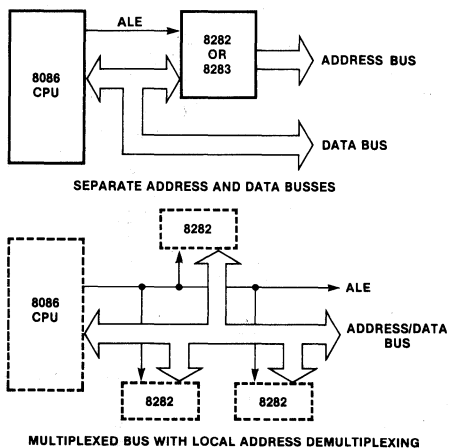 ALE
8086
CPU
8282
OR
8283
ADDRESS BUS
DATA BUS
SEPARATE ADDRESS AND DATA BUSSES
8282
8086
CPU
ALE
ADDRESS/DATA
BUS
8282
8282
MULTIPLEXED BUS WITH LOCAL ADDRESS DEMULTIPLEXING